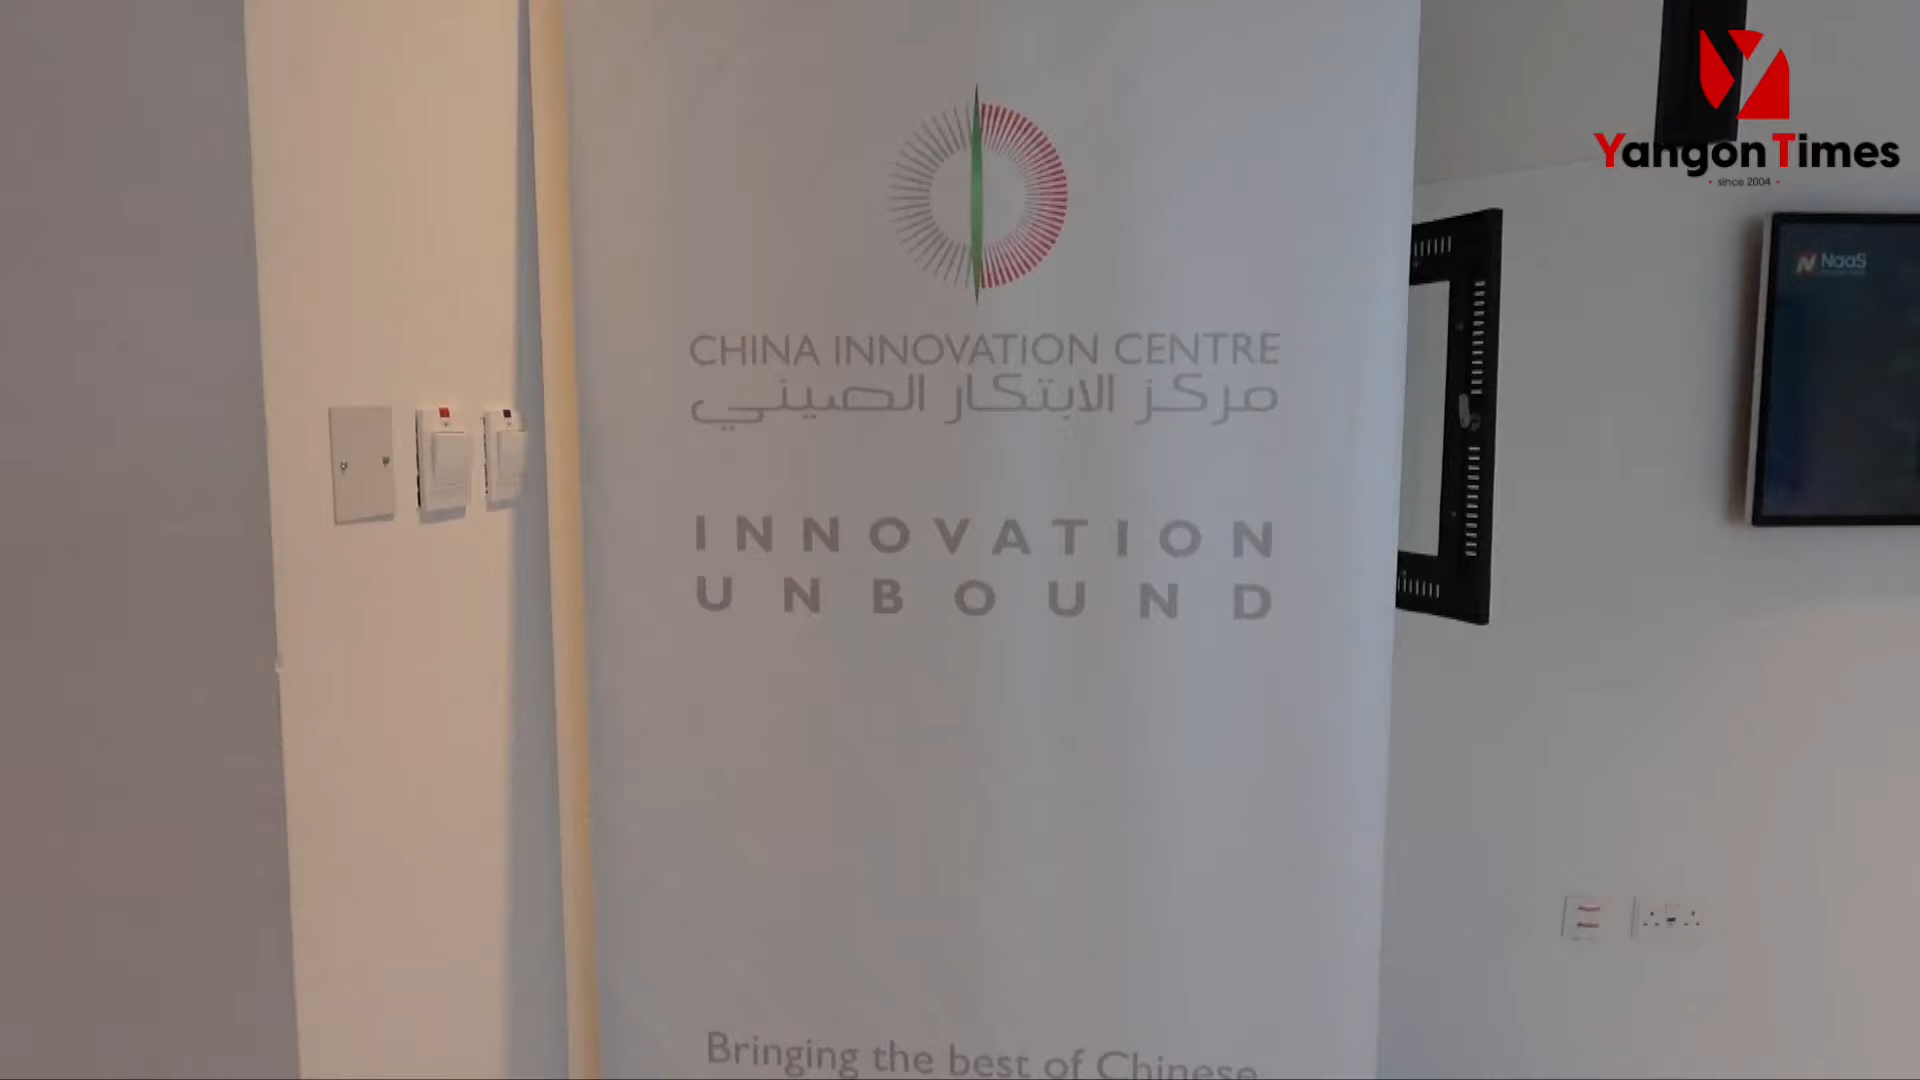 Yangon Times
• since 2004 •
NaaS
CHINA INNOVATION CENTRE
مركز الابتكار الصيني
INNOVATION
UNBOUND
Bringing the best of Chinese